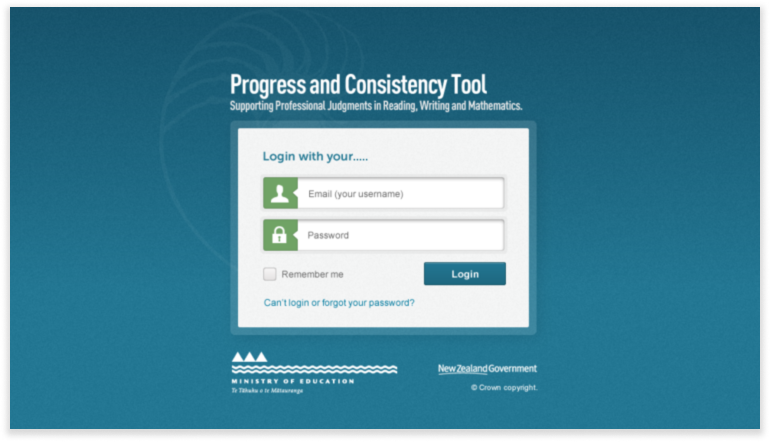 Progress and Consistency Tool
Supporting Professional Judgments in Reading, Writing and Mathematics.
Login with your.....
Email (your username)
Password
Remember me
Login
Can't login or forgot your password?
MINISTRY OF EDUCATION
Te Tāhuhu o te Mātauranga
New Zealand Government
© Crown copyright.